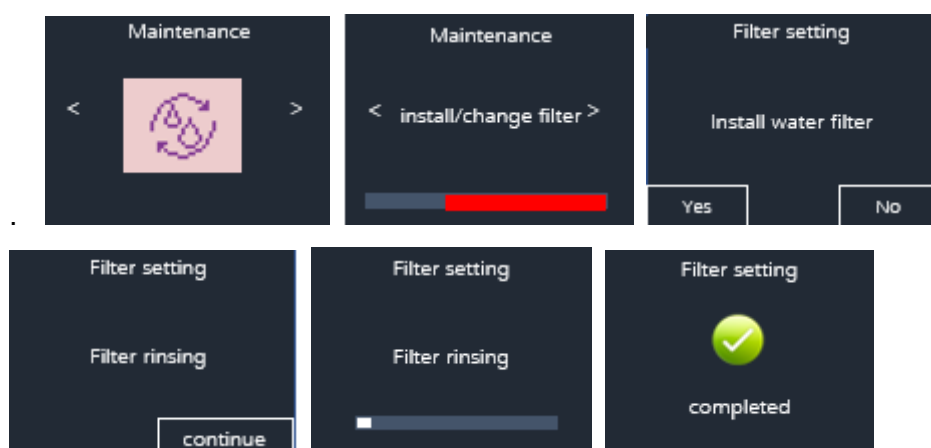 Maintenance
< >
Maintenance
< install/change filter >
Filter setting
Install water filter
Yes No
.
Filter setting
Filter rinsing
continue
Filter setting
Filter rinsing
Filter setting
completed